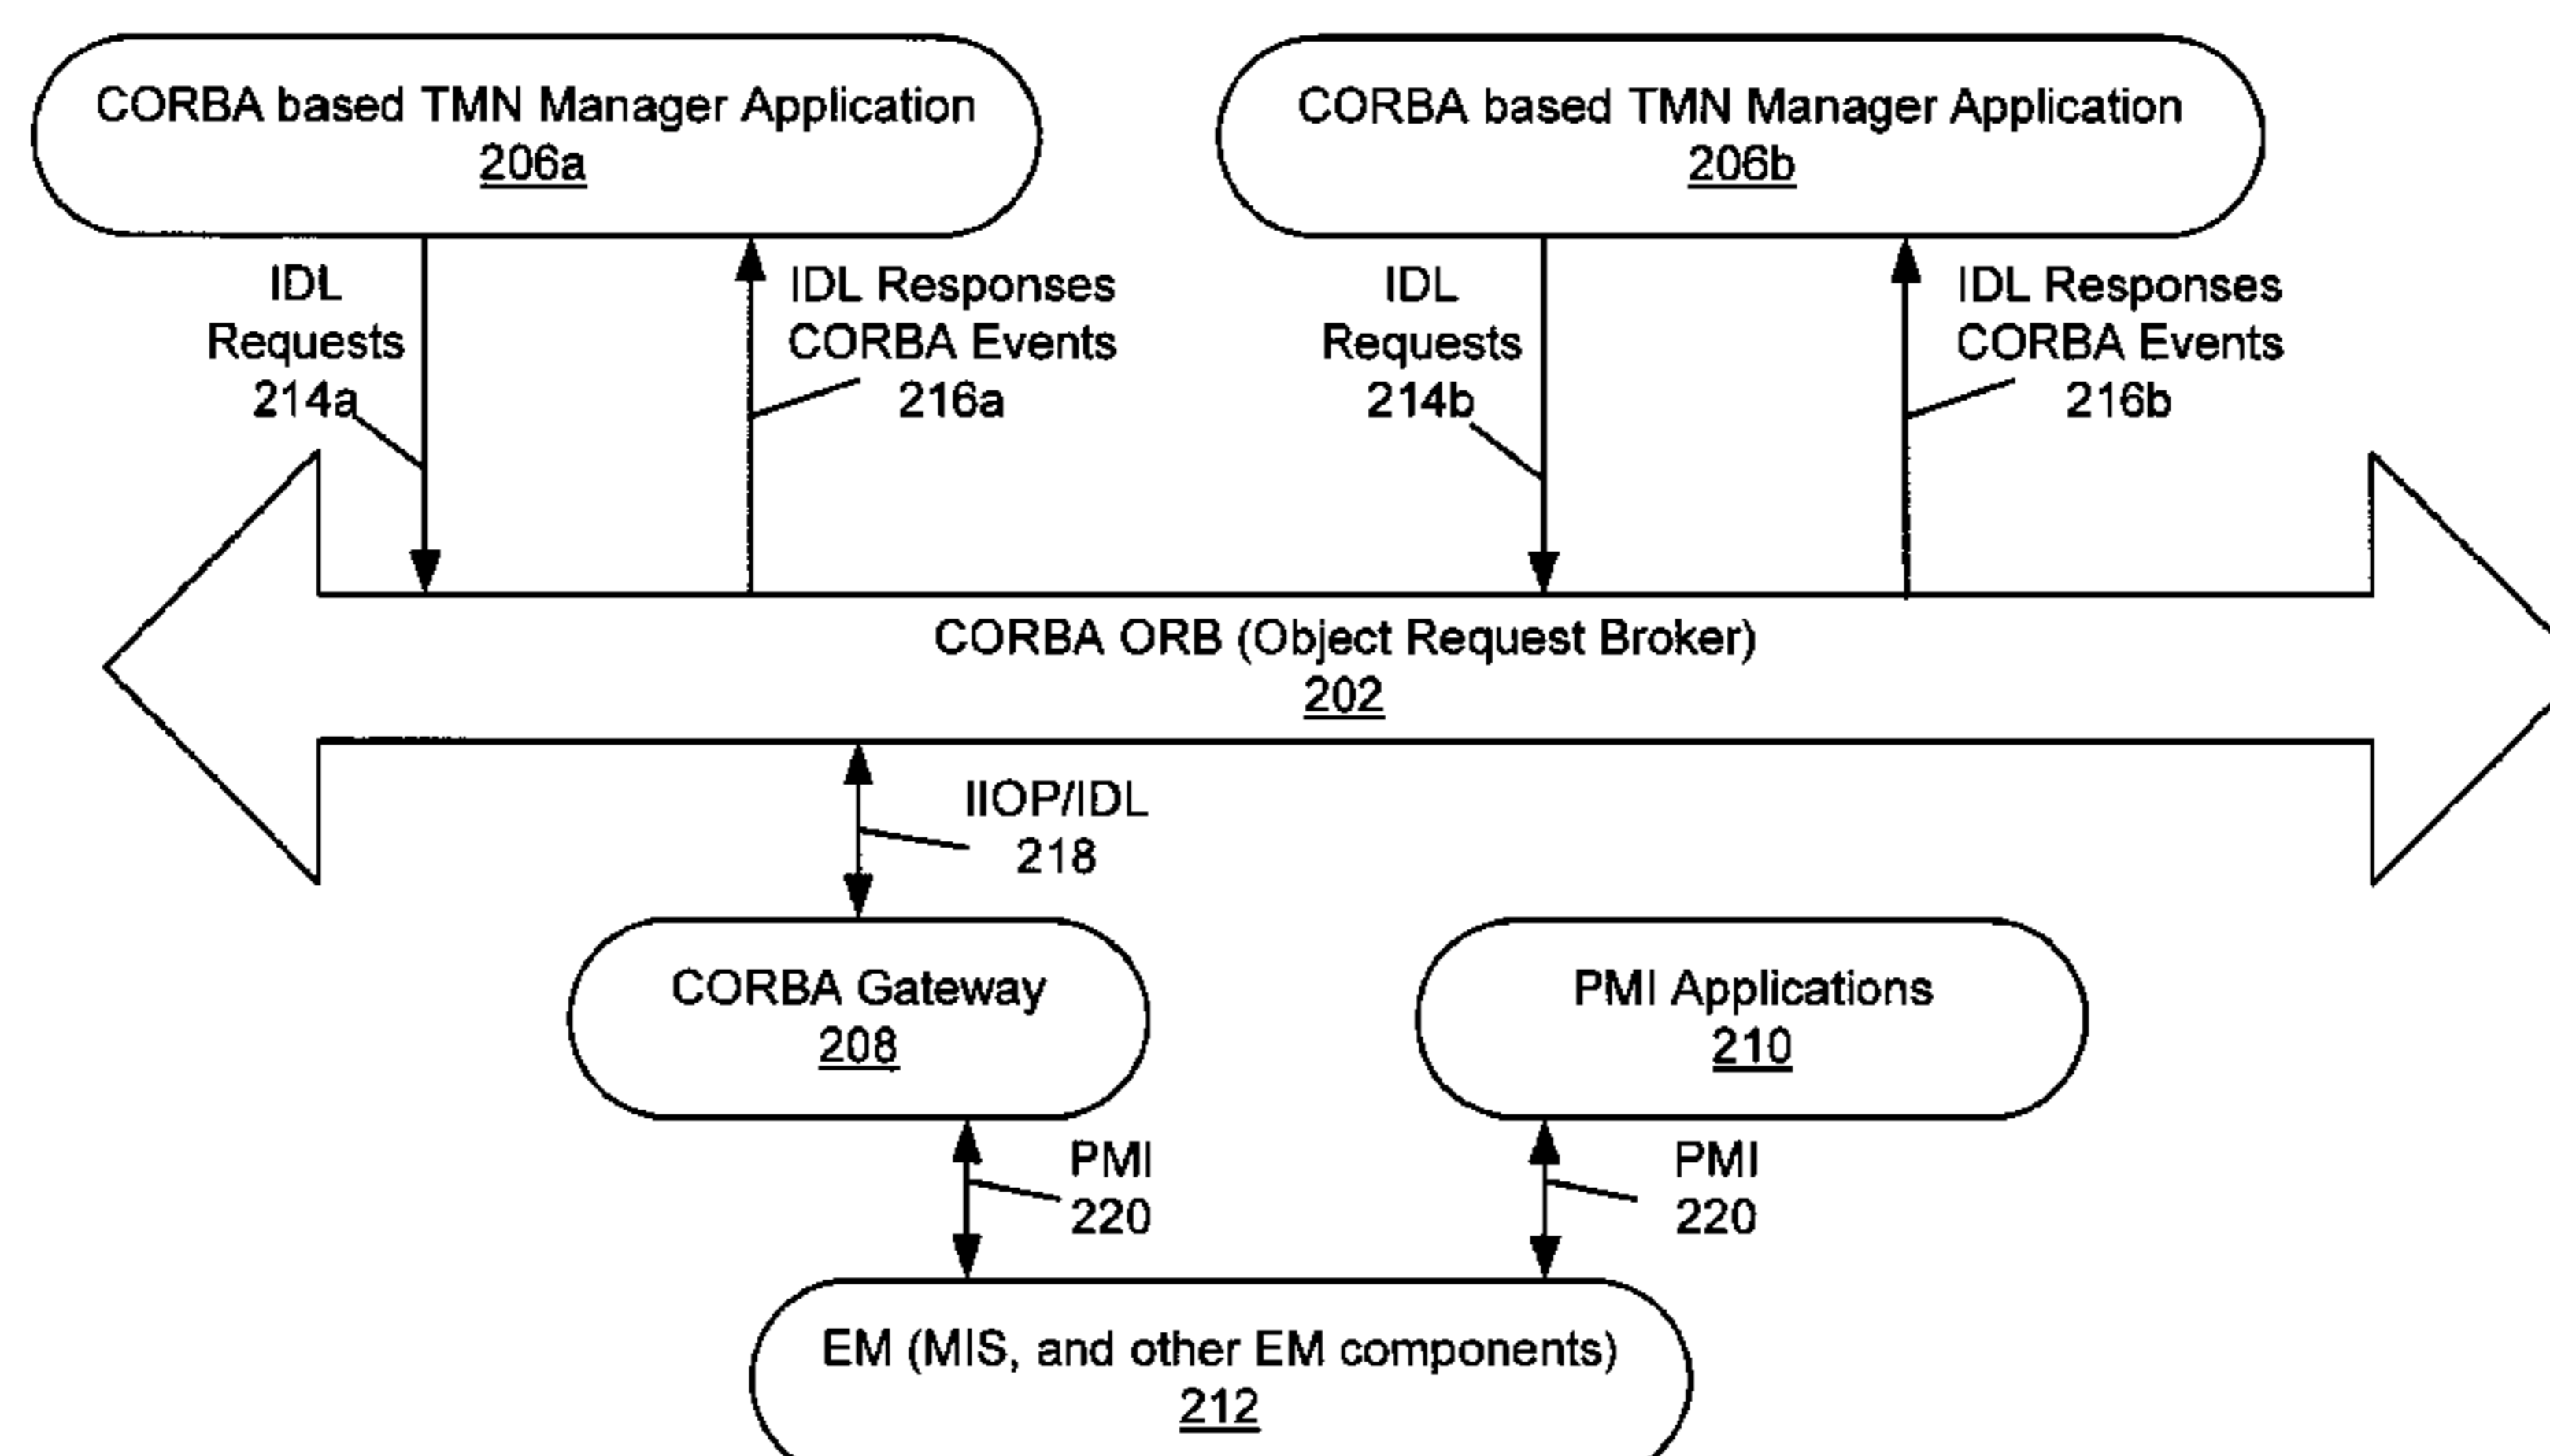 CORBA based TMN Manager Application
206a
CORBA based TMN Manager Application
206b
IDL
Requests
214a
IDL Responses
CORBA Events
216a
IDL
Requests
214b
IDL Responses
CORBA Events
216b
CORBA ORB (Object Request Broker)
202
IIOP/IDL
218
CORBA Gateway
208
PMI Applications
210
PMI
220
PMI
220
EM (MIS, and other EM components)
212